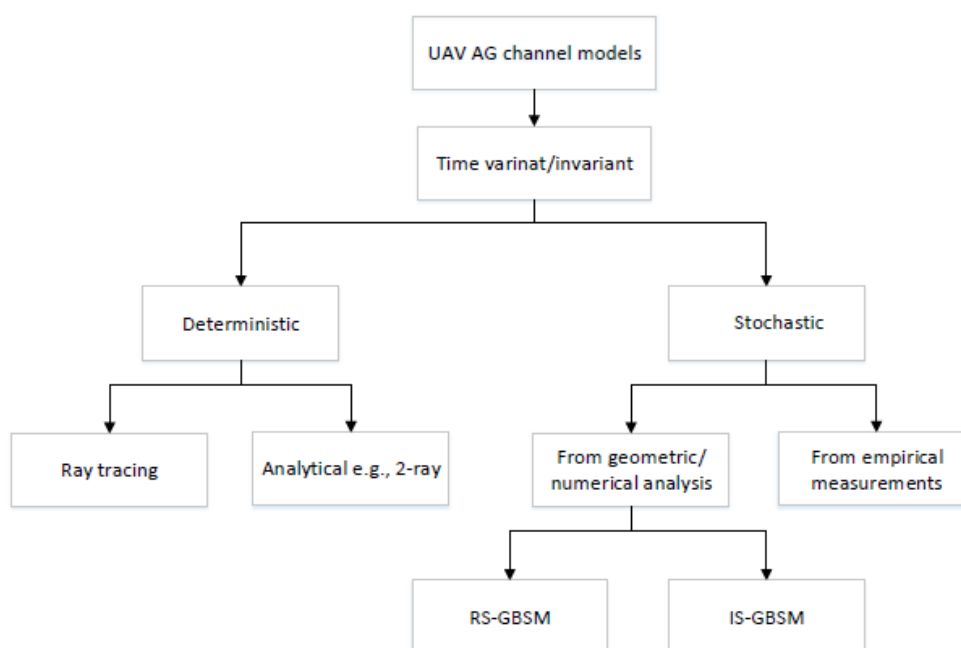 UAV AG channel models
Time varinat/invariant
Deterministic
Stochastic
Ray tracing
Analytical e.g., 2-ray
From geometric/
numerical analysis
From empirical
measurements
RS-GBSM
IS-GBSM